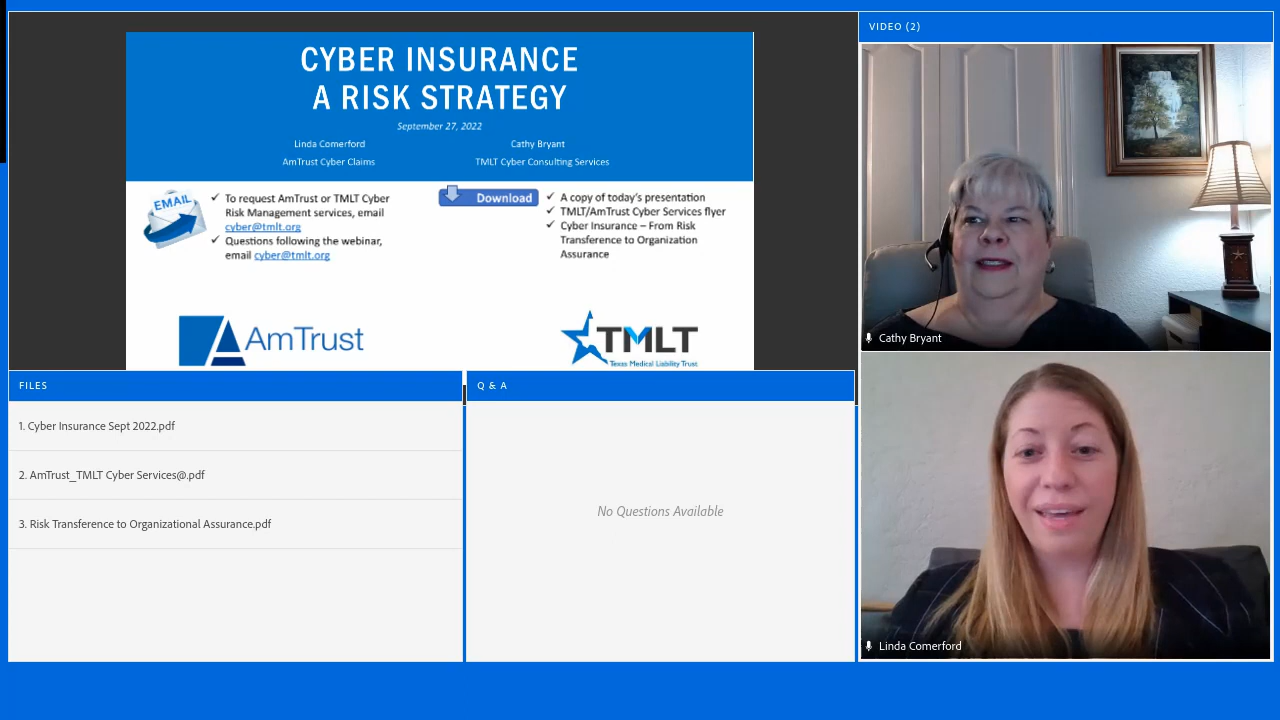 CYBER INSURANCE
A RISK STRATEGY
September 27, 2022
Linda Comerford
Cathy Bryant
AmTrust Cyber Claims
TMLT Cyber Consulting Services
EMAIL
✓ To request AmTrust or TMLT Cyber
Risk Management services, email
cyber@tmlt.org
✓ Questions following the webinar,
email cyber@tmlt.org
Download
✓ A copy of today's presentation
✓ TMLT/AmTrust Cyber Services flyer
✓ Cyber Insurance – From Risk
Transference to Organization
Assurance
AmTrust
TMLT
Texas Medical Liability Trust
VIDEO (2)
Cathy Bryant
Linda Comerford
FILES
1. Cyber Insurance Sept 2022.pdf
2. AmTrust_TMLT Cyber Services@.pdf
3. Risk Transference to Organizational Assurance.pdf
Q & A
No Questions Available